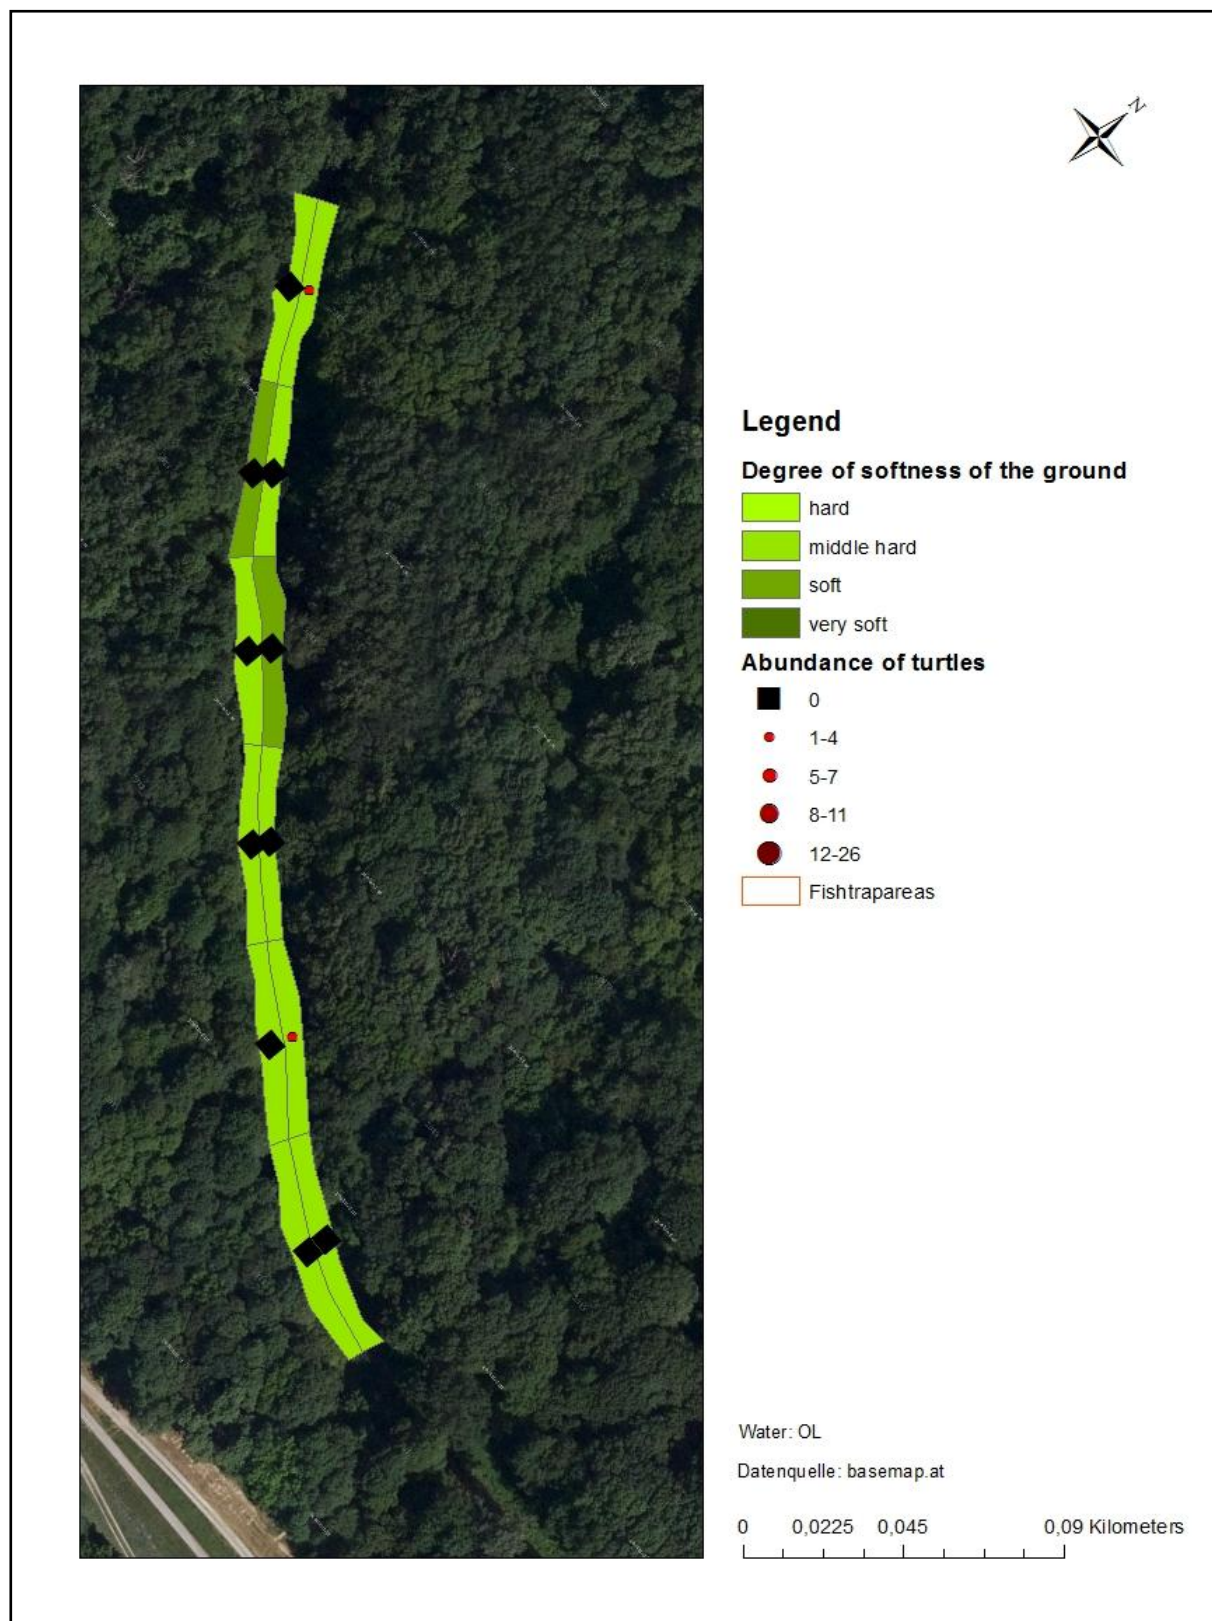 N
Legend
Degree of softness of the ground
hard
middle hard
soft
very soft
Abundance of turtles
0
1-4
5-7
8-11
12-26
Fishtrapareas
Water: OL
Datenquelle: basemap.at
0 0,0225 0,045 0,09 Kilometers